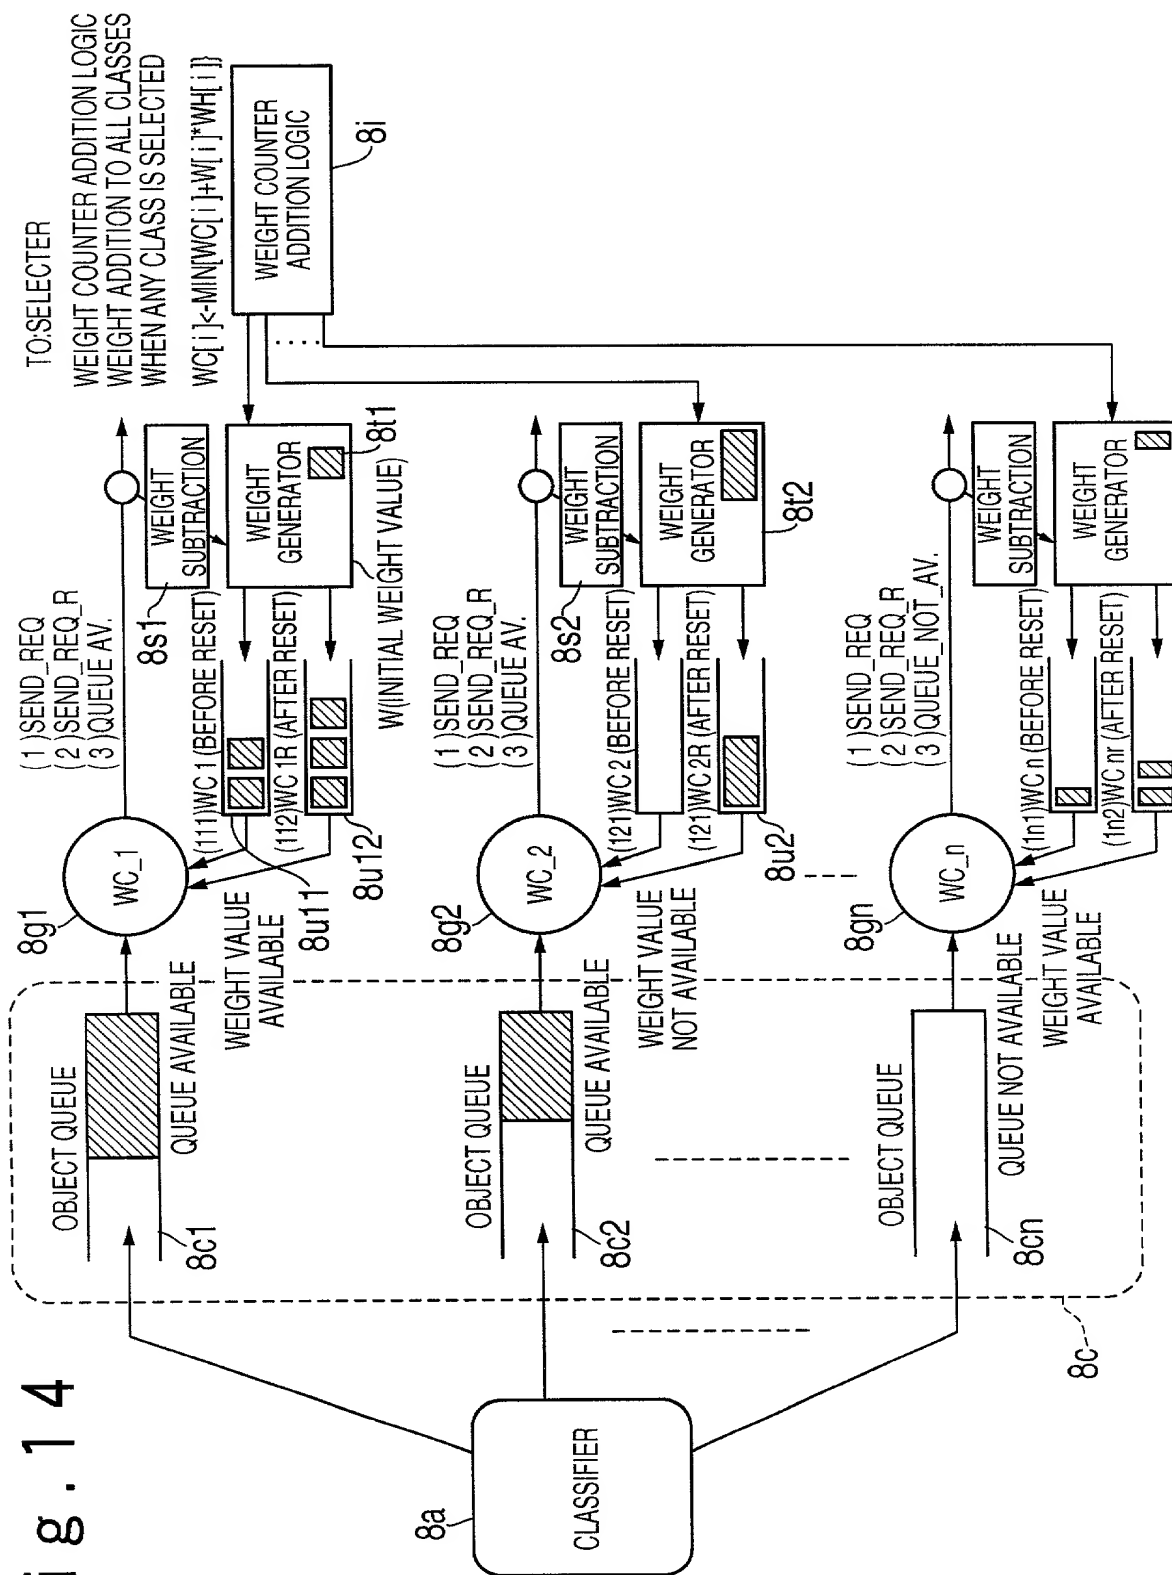 ig.14
8a
CLASSIFIER
8c
OBJECT QUEUE
8c1
QUEUE AVAILABLE
WEIGHT VALUE
AVAILABLE
8g1
WC_1
(1)SEND_REQ
(2)SEND_REQ_R
(3)QUEUE AV.
8s1
WEIGHT
SUBTRACTION
WEIGHT
GENERATOR
8t1
(111)WC 1 (BEFORE RESET)
(112)WC 1R (AFTER RESET)
8u11
8u12
W(INITIAL WEIGHT VALUE)
TO:SELECTER
WEIGHT COUNTER ADDITION LOGIC
WEIGHT ADDITION TO ALL CLASSES
WHEN ANY CLASS IS SELECTED
WC[i]<-MIN[WC[i]+W[i]*WH[i]}
WEIGHT COUNTER
ADDITION LOGIC
8i
OBJECT QUEUE
8c2
QUEUE AVAILABLE
WEIGHT VALUE
NOT AVAILABLE
8g2
WC_2
(1)SEND_REQ
(2)SEND_REQ_R
(3)QUEUE AV.
8s2
WEIGHT
SUBTRACTION
WEIGHT
GENERATOR
8t2
(121)WC 2 (BEFORE RESET)
(121)WC 2R (AFTER RESET)
8u2
OBJECT QUEUE
8cn
QUEUE NOT AVAILABLE
WEIGHT VALUE
AVAILABLE
8gn
WC_n
(1)SEND_REQ
(2)SEND_REQ_R
(3)QUEUE_NOT_AV.
WEIGHT
SUBTRACTION
WEIGHT
GENERATOR
(1n1)WC n (BEFORE RESET)
(1n2)WC nr (AFTER RESET)